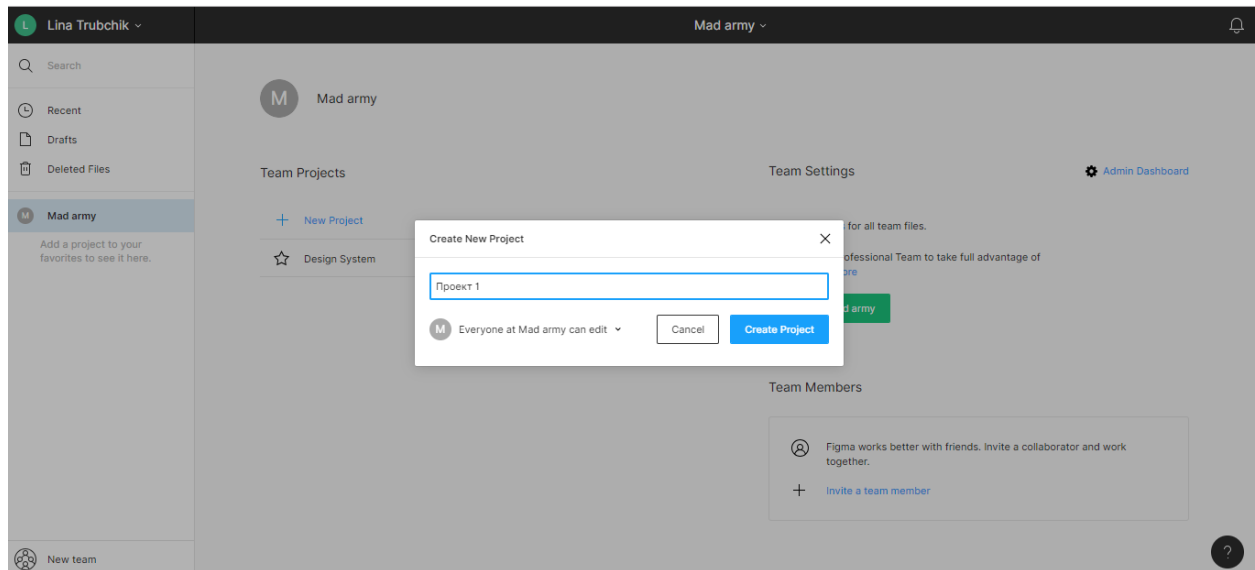 L Lina Trubchik
Mad army
Search
Recent
Drafts
Deleted Files
M Mad army
Add a project to your
favorites to see it here.
New team
M Mad army
Team Projects
New Project
Design System
Team Settings
Admin Dashboard
for all team files.
Team to take full advantage of
army
Create New Project
Проект 1
M Everyone at Mad army can edit
Cancel
Create Project
Team Members
Figma works better with friends. Invite a collaborator and work
together.
Invite a team member
?